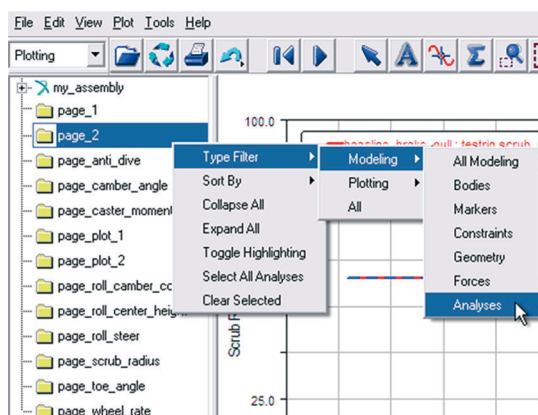 File Edit View Plot Tools Help
Plotting
my_assembly
page_1
page_2
page_anti_dive
page_camber_angle
page_caster_moment
page_plot_1
page_plot_2
page_roll_camber_co
page_roll_center_height
page_roll_steer
page_scrub_radius
page_toe_angle
page_wheel_rate
Type Filter
Sort By
Collapse All
Expand All
Toggle Highlighting
Select All Analyses
Clear Selected
Modeling
Plotting
All
All Modeling
Bodies
Markers
Constraints
Geometry
Forces
Analyses
100.0
25.0
Scrub R